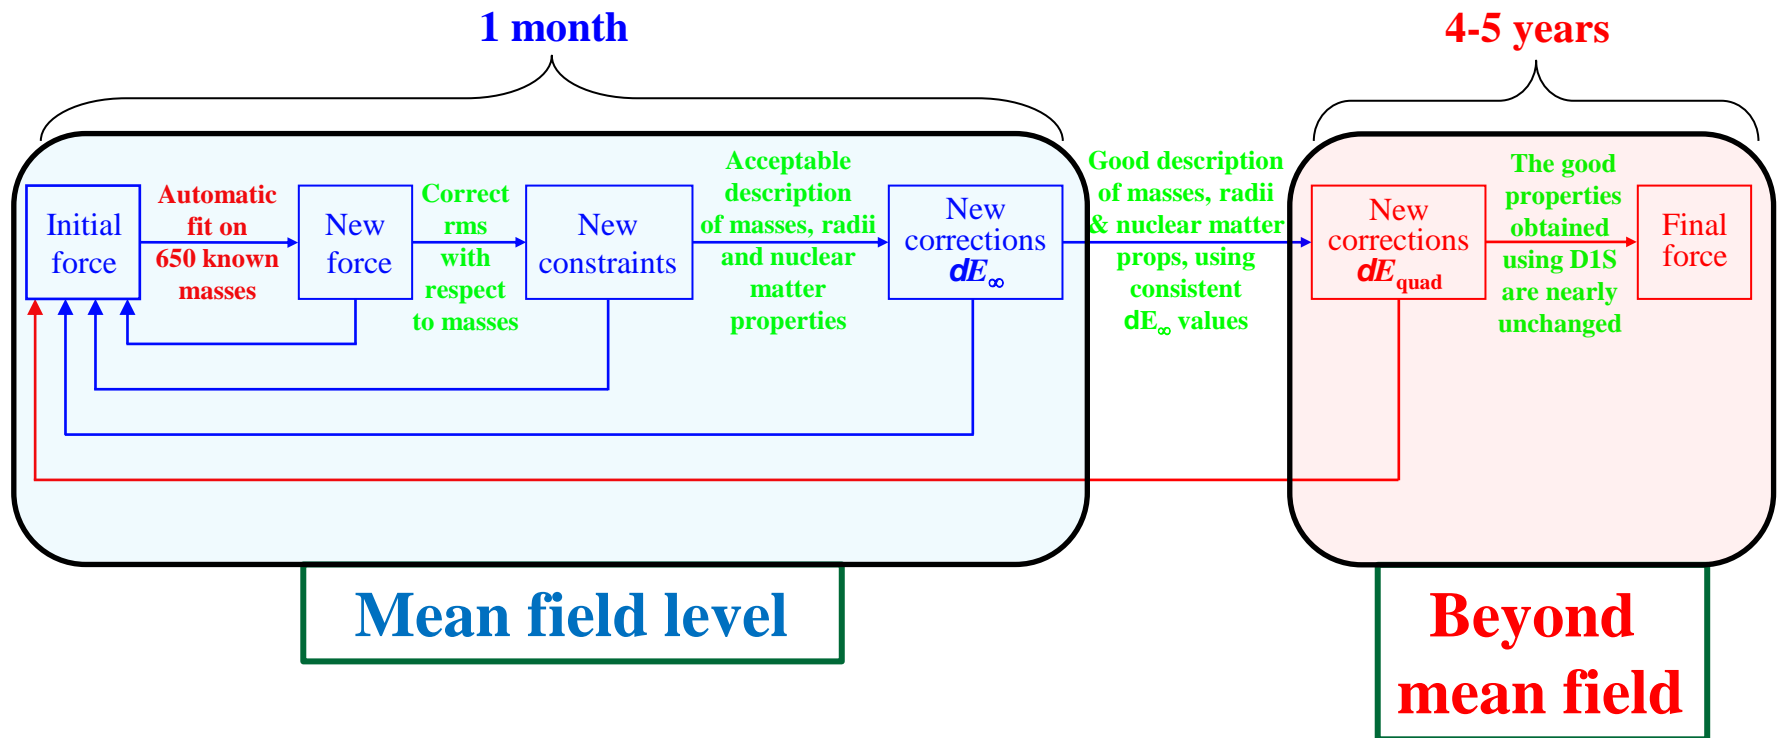 1 month
4-5 years
Initial
force
Automatic
fit on
650 known
masses
New
force
Correct
rms
with
respect
to masses
New
constraints
Acceptable
description
of masses, radii
and nuclear
matter
properties
New
corrections
dE∞
Good description
of masses, radii
& nuclear matter
props, using
consistent
dE∞ values
New
corrections
dEquad
The good
properties
obtained
using D1S
are nearly
unchanged
Final
force
Mean field level
Beyond
mean field